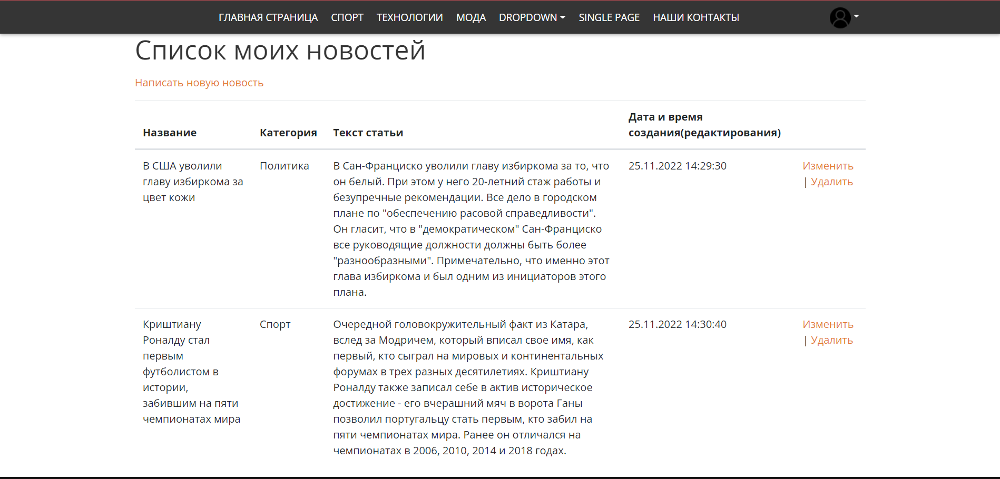 ГЛАВНАЯ СТРАНИЦА СПОРТ ТЕХНОЛОГИИ МОДА DROPDOWN SINGLE PAGE НАШИ КОНТАКТЫ
Список моих новостей
Написать новую новость
Название Категория Текст статьи Дата и время
создания(редактирования)
В США уволили
главу избиркома за
цвет кожи
Политика
В Сан-Франциско уволили главу избиркома за то, что
он белый. При этом у него 20-летний стаж работы и
безупречные рекомендации. Все дело в городском
плане по "обеспечению расовой справедливости".
Он гласит, что в "демократическом" Сан-Франциско
все руководящие должности должны быть более
"разнообразными". Примечательно, что именно этот
глава избиркома и был одним из инициаторов этого
плана.
25.11.2022 14:29:30
Изменить
| Удалить
Криштиану
Роналду стал
первым
футболистом в
истории,
забившим на пяти
чемпионатах мира
Спорт
Очередной головокружительный факт из Катара,
вслед за Модричем, который вписал свое имя, как
первый, кто сыграл на мировых и континентальных
форумах в трех разных десятилетиях. Криштиану
Роналду также записал себе в актив историческое
достижение - его вчерашний мяч в ворота Ганы
позволил португальцу стать первым, кто забил на
пяти чемпионатах мира. Ранее он отличался на
чемпионатах в 2006, 2010, 2014 и 2018 годах.
25.11.2022 14:30:40
Изменить
| Удалить